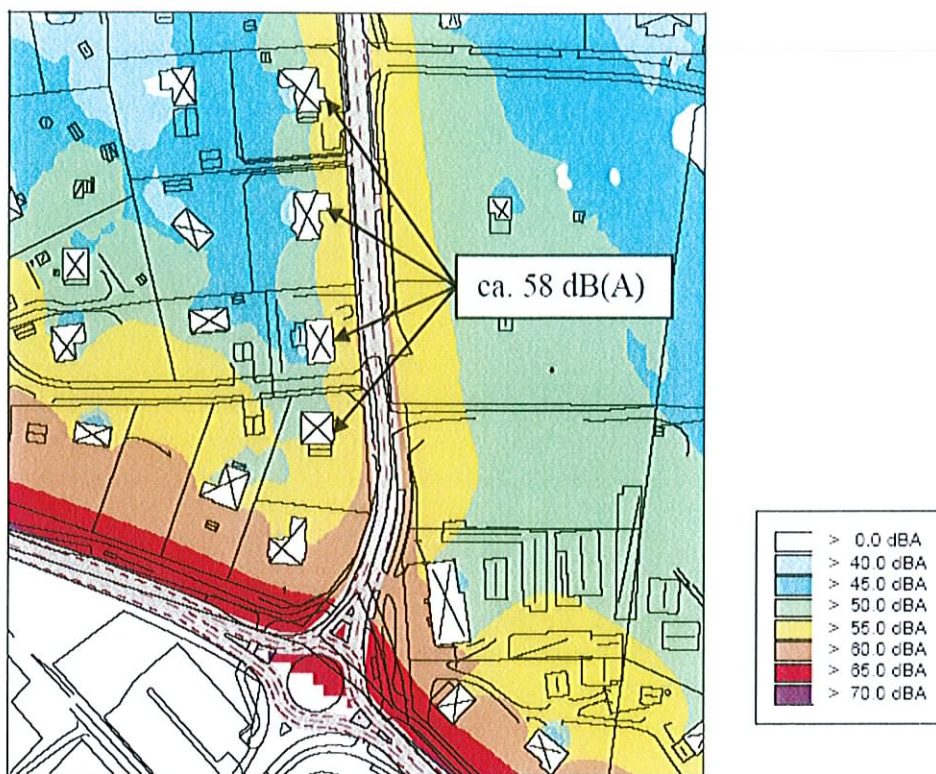 ca. 58 dB(A)
> 0.0 dBA
> 40.0 dBA
> 45.0 dBA
> 50.0 dBA
> 55.0 dBA
> 60.0 dBA
> 65.0 dBA
> 70.0 dBA